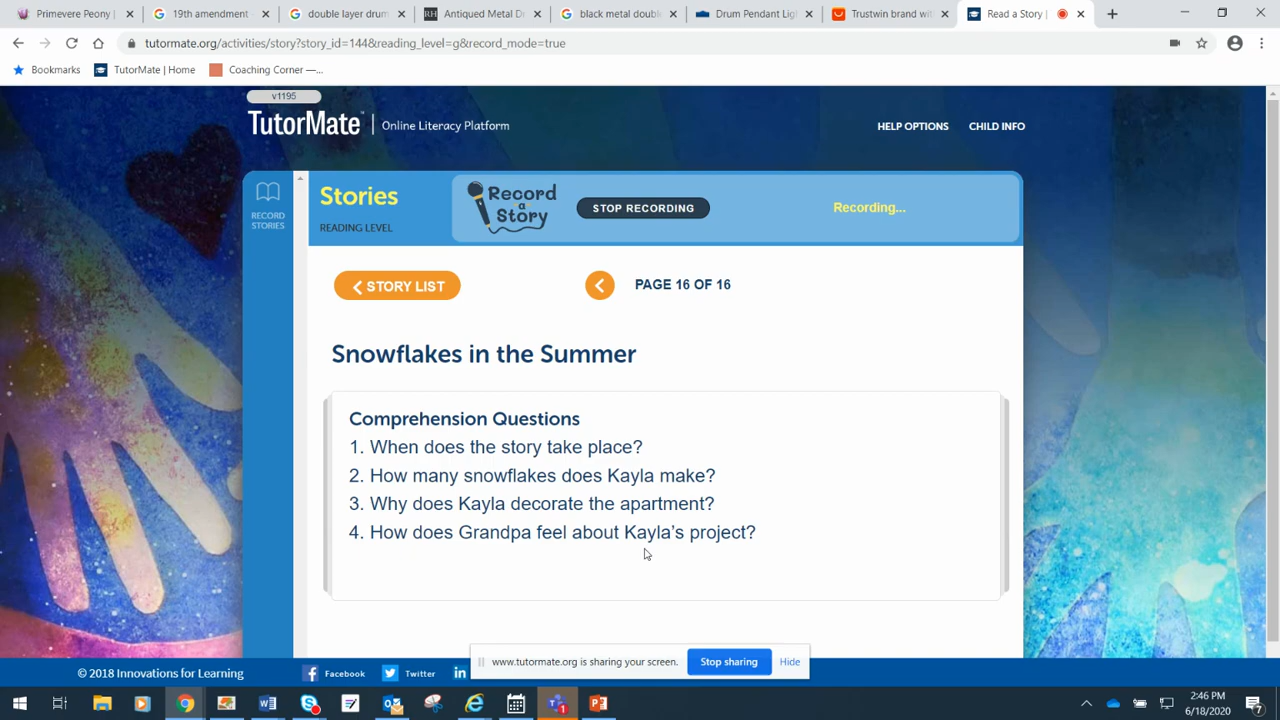 Primevere Peony |
19th amendment -
double layer drum
Antiqued Metal D
black metal doubl
Drum Pendant Lig
Trustwin brand wit
Read a Story |
tutormate.org/activities/story?story_id=144&reading_level=g&record_mode=true
Bookmarks
TutorMate | Home
Coaching Corner —...
v1195
TutorMate | Online Literacy Platform
HELP OPTIONS
CHILD INFO
RECORD
STORIES
Stories
READING LEVEL
Record
a
Story
STOP RECORDING
Recording...
STORY LIST
PAGE 16 OF 16
Snowflakes in the Summer
Comprehension Questions
1. When does the story take place?
2. How many snowflakes does Kayla make?
3. Why does Kayla decorate the apartment?
4. How does Grandpa feel about Kayla's project?
www.tutormate.org is sharing your screen.
Stop sharing
Hide
© 2018 Innovations for Learning
Facebook
Twitter
2:46 PM
6/18/2020